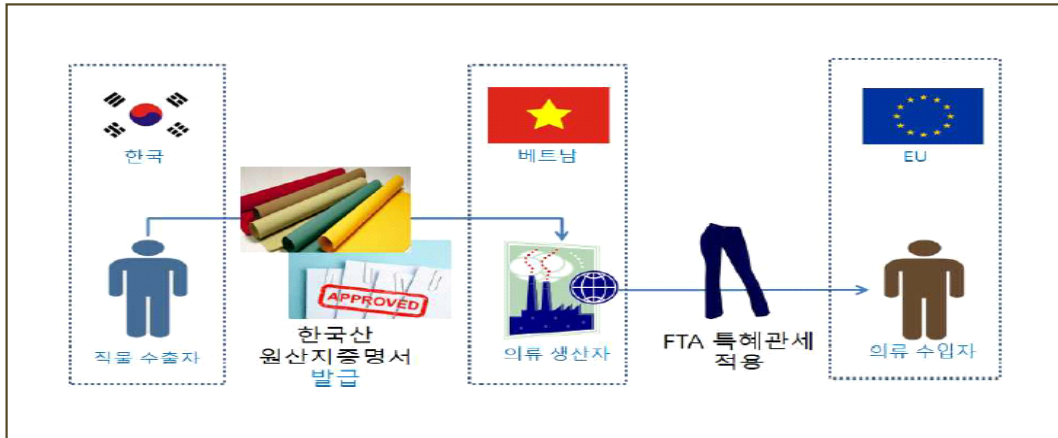 한국
베트남
EU
APPROVED
직물 수출자
한국산
원산지증명서
발급
의류 생산자
FTA 특혜관세
적용
의류 수입자